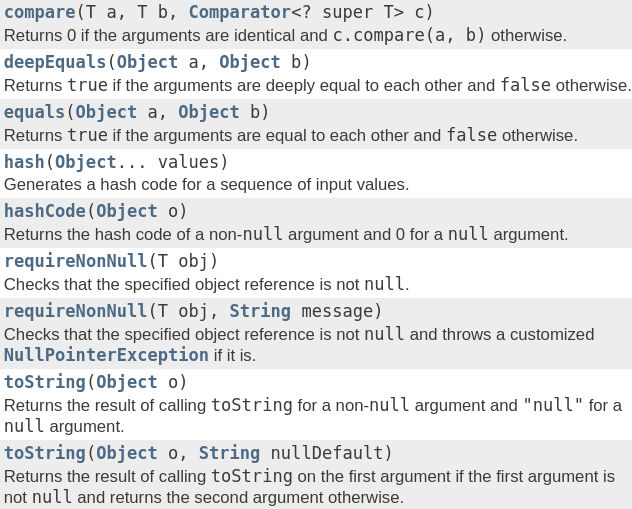 compare(T a, T b, Comparator<? super T> c)
Returns 0 if the arguments are identical and c.compare(a, b) otherwise.
deepEquals(Object a, Object b)
Returns true if the arguments are deeply equal to each other and false otherwise.
equals(Object a, Object b)
Returns true if the arguments are equal to each other and false otherwise.
hash(Object... values)
Generates a hash code for a sequence of input values.
hashCode(Object o)
Returns the hash code of a non-null argument and 0 for a null argument.
requireNonNull(T obj)
Checks that the specified object reference is not null.
requireNonNull(T obj, String message)
Checks that the specified object reference is not null and throws a customized
NullPointerException if it is.
toString(Object o)
Returns the result of calling toString for a non-null argument and "null" for a
null argument.
toString(Object o, String nullDefault)
Returns the result of calling toString on the first argument if the first argument is
not null and returns the second argument otherwise.